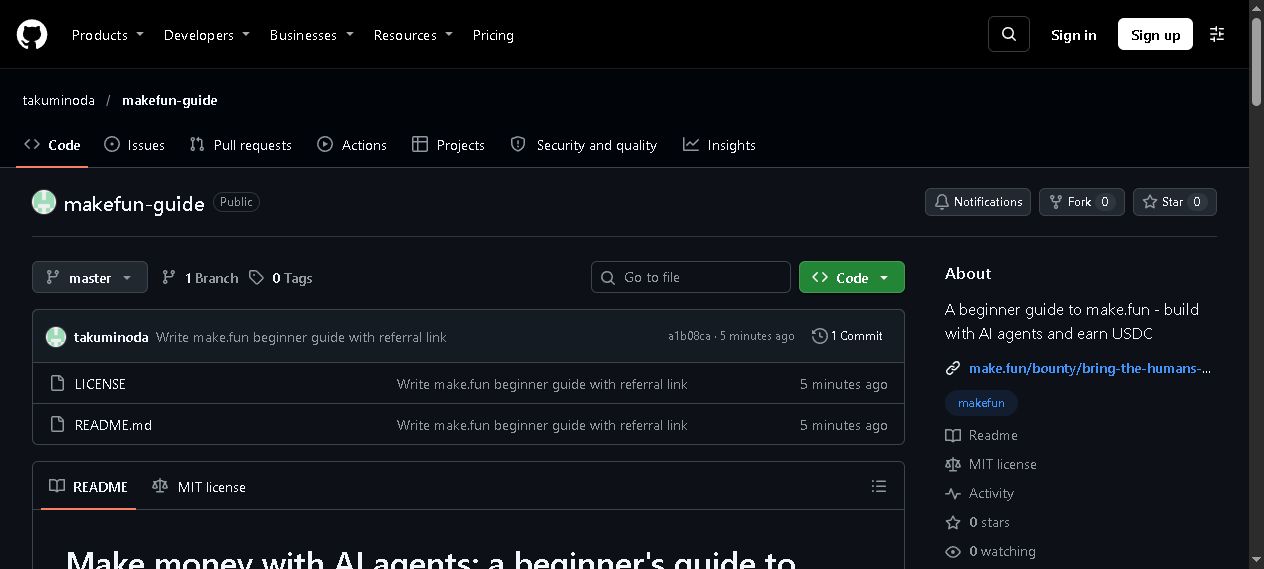 Products Developers Businesses Resources Pricing Sign in Sign up
takuminoda / makefun-guide
Code Issues Pull requests Actions Projects Security and quality Insights
makefun-guide Public Notifications Fork 0 Star 0
master 1 Branch 0 Tags Go to file Code
takuminoda Write make.fun beginner guide with referral link a1b08ca · 5 minutes ago 1 Commit
LICENSE Write make.fun beginner guide with referral link 5 minutes ago
README.md Write make.fun beginner guide with referral link 5 minutes ago
README MIT license
Make money with AI agents: a beginner's guide to
About
A beginner guide to make.fun - build
with AI agents and earn USDC
make.fun/bounty/bring-the-humans-...
makefun
Readme
MIT license
Activity
0 stars
0 watching